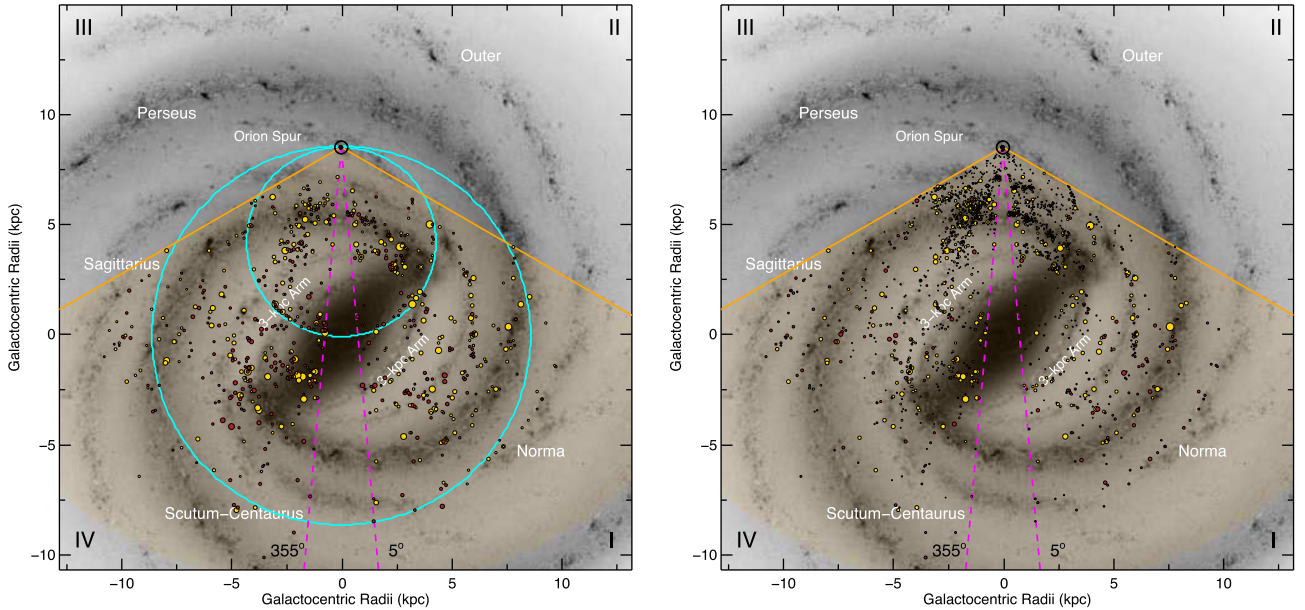 III
II
Outer
Perseus
Orion Spur
Sagittarius
3-kpc Arm
3-kpc Arm
Norma
Scutum-Centaurus
IV
I
355°
5°
10
5
0
−5
−10
−10
−5
0
5
10
Galactocentric Radii (kpc)
Galactocentric Radii (kpc)
III
II
Outer
Perseus
Orion Spur
Sagittarius
3-kpc Arm
3-kpc Arm
Norma
Scutum-Centaurus
IV
I
355°
5°
10
5
0
−5
−10
−10
−5
0
5
10
Galactocentric Radii (kpc)
Galactocentric Radii (kpc)